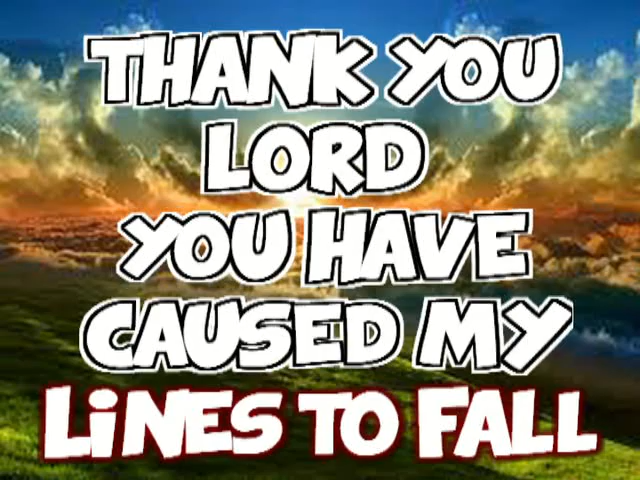 THANK YOU
LORD
YOU HAVE
CAUSED MY
LiNES TO FALL